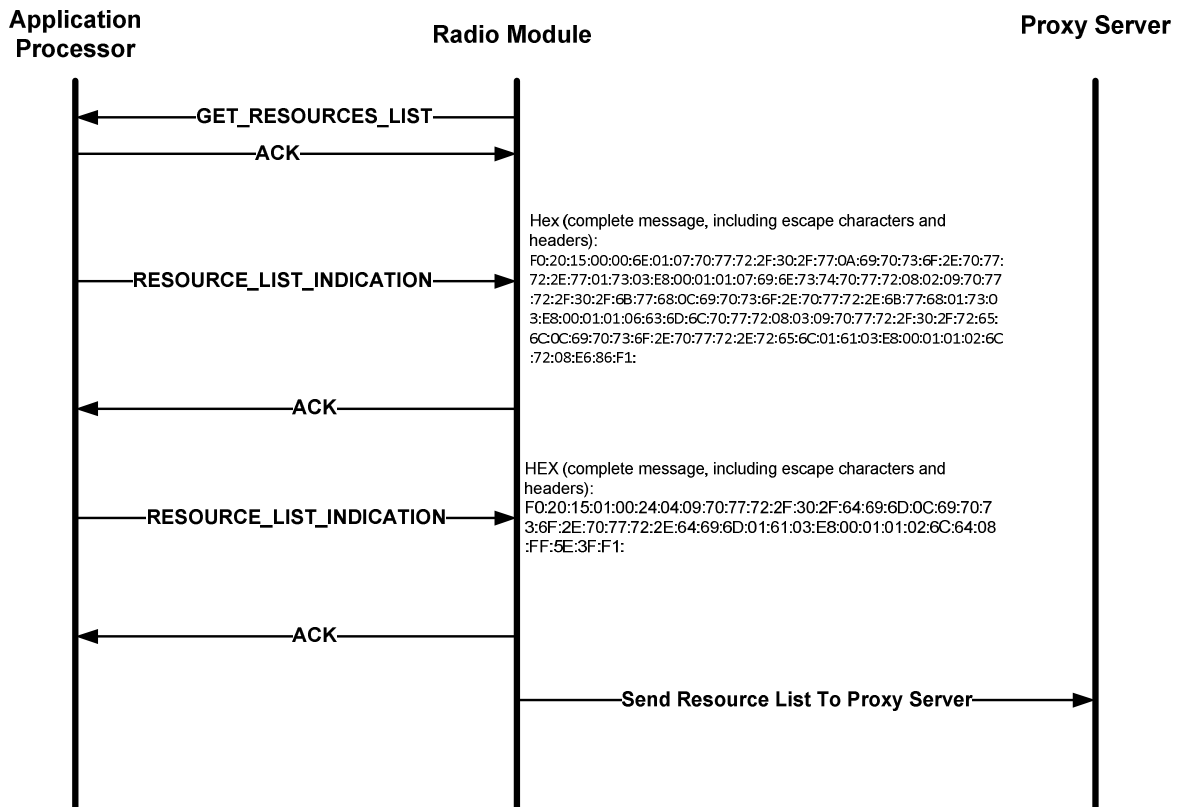 Application
Processor
Radio Module
Proxy Server
GET_RESOURCES_LIST
ACK
Hex (complete message, including escape characters and
headers):
F0:20:15:00:00:6E:01:07:70:77:72:2F:30:2F:77:0A:69:70:73:6F:2E:70:77:
72:2E:77:01:73:03:E8:00:01:01:07:69:6E:73:74:70:77:72:08:02:09:70:77
:72:2F:30:2F:6B:77:68:0C:69:70:73:6F:2E:70:77:72:2E:6B:77:68:01:73:0
3:E8:00:01:01:06:63:6D:6C:70:77:72:08:03:09:70:77:72:2F:30:2F:72:65:
6C:0C:69:70:73:6F:2E:70:77:72:2E:72:65:6C:01:61:03:E8:00:01:01:02:6C
:72:08:E6:86:F1:
RESOURCE_LIST_INDICATION
ACK
HEX (complete message, including escape characters and
headers):
F0:20:15:01:00:24:04:09:70:77:72:2F:30:2F:64:69:6D:0C:69:70:7
3:6F:2E:70:77:72:2E:64:69:6D:01:61:03:E8:00:01:01:02:6C:64:08
:FF:5E:3F:F1:
RESOURCE_LIST_INDICATION
ACK
Send Resource List To Proxy Server